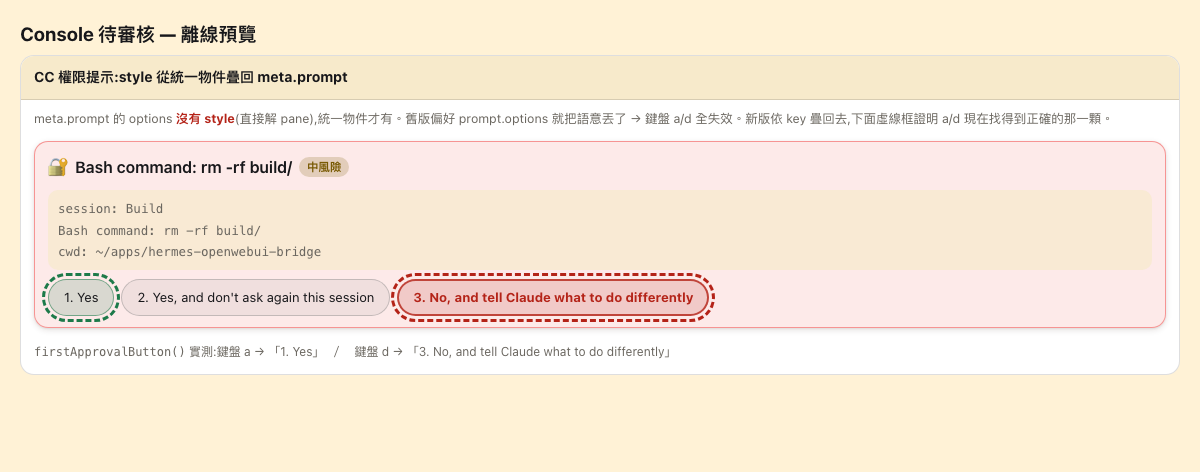 Console 待審核 — 離線預覽
CC 權限提示:style 從統一物件疊回 meta.prompt
meta.prompt 的 options 沒有 style(直接解 pane),統一物件才有。舊版偏好 prompt.options 就把語意丟了 → 鍵盤 a/d 全失效。新版依 key 疊回去,下面虛線框證明 a/d 現在找得到正確的那一顆。
🔐 Bash command: rm -rf build/ 中風險
session: Build
Bash command: rm -rf build/
cwd: ~/apps/hermes-openwebui-bridge
1. Yes 2. Yes, and don't ask again this session 3. No, and tell Claude what to do differently
firstApprovalButton() 實測:鍵盤 a → 「1. Yes」 / 鍵盤 d → 「3. No, and tell Claude what to do differently」